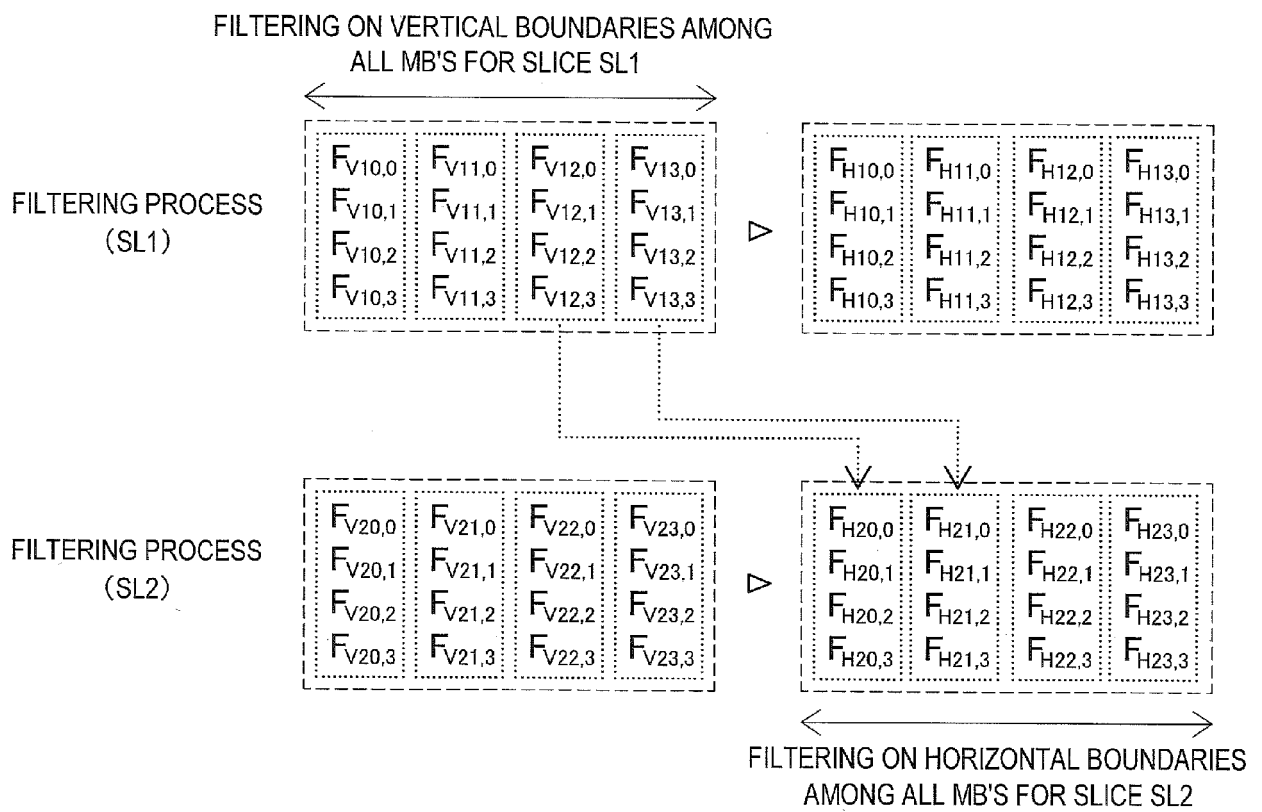 FILTERING ON VERTICAL BOUNDARIES AMONG
ALL MB'S FOR SLICE SL1
FILTERING PROCESS
(SL1)
FV10,0 FV11,0 FV12,0 FV13,0 FH10,0 FH11,0 FH12,0 FH13,0
FV10,1 FV11,1 FV12,1 FV13,1 FH10,1 FH11,1 FH12,1 FH13,1
FV10,2 FV11,2 FV12,2 FV13,2 FH10,2 FH11,2 FH12,2 FH13,2
FV10,3 FV11,3 FV12,3 FV13,3 FH10,3 FH11,3 FH12,3 FH13,3
FILTERING PROCESS
(SL2)
FV20,0 FV21,0 FV22,0 FV23,0 FH20,0 FH21,0 FH22,0 FH23,0
FV20,1 FV21,1 FV22,1 FV23.1 FH20,1 FH21,1 FH22,1 FH23,1
FV20,2 FV21,2 FV22,2 FV23,2 FH20,2 FH21,2 FH22,2 FH23,2
FV20,3 FV21,3 FV22,3 FV23,3 FH20,3 FH21,3 FH22,3 FH23,3
FILTERING ON HORIZONTAL BOUNDARIES
AMONG ALL MB'S FOR SLICE SL2